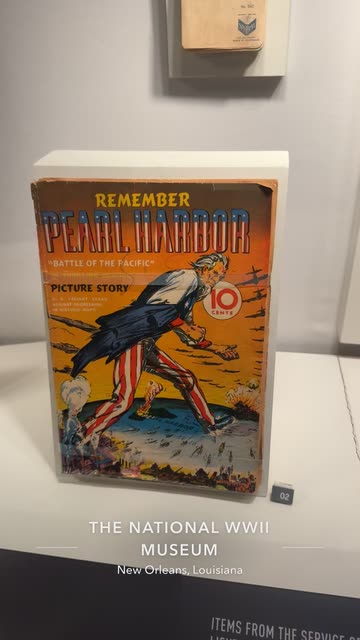 REMEMBER
PEARL HARBOR
"BATTLE OF THE PACIFIC"
PICTURE STORY
10
CENTS
02
THE NATIONAL WWII
MUSEUM
New Orleans, Louisiana
ITEMS FROM THE SERVICE